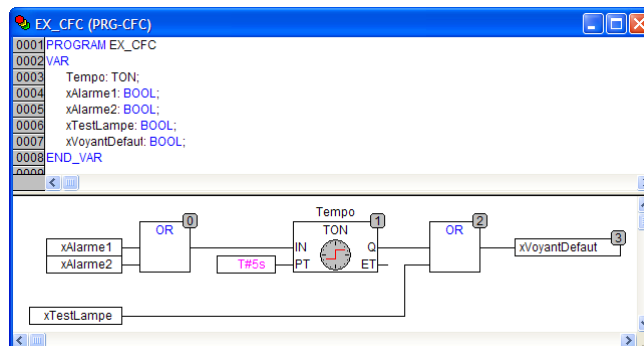 EX_CFC (PRG-CFC)
0001 PROGRAM EX_CFC
0002 VAR
0003 Tempo: TON;
0004 xAlarme1: BOOL;
0005 xAlarme2: BOOL;
0006 xTestLampe: BOOL;
0007 xVoyantDefaut: BOOL;
0008 END_VAR
0009
Tempo
OR 0 TON 1 OR 2
xAlarme1 IN Q xVoyantDefaut 3
xAlarme2 T#5s PT ET
xTestLampe